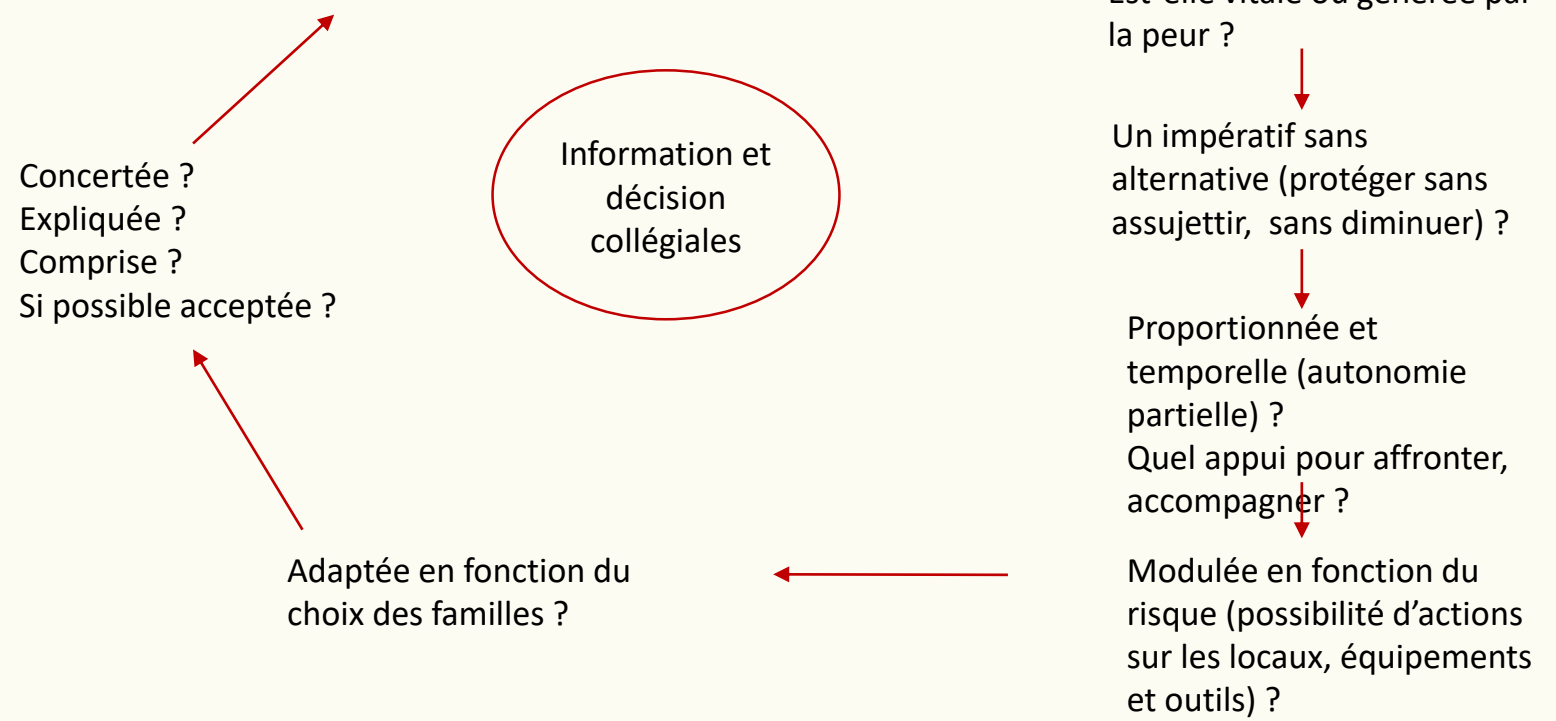 la peur ?
Un impératif sans
alternative (protéger sans
assujettir,  sans diminuer) ?
Proportionnée et
temporelle (autonomie
partielle) ?
Quel appui pour affronter,
accompagner ?
Modulée en fonction du
risque (possibilité d’actions
sur les locaux, équipements
et outils) ?
Adaptée en fonction du
choix des familles ?
Concertée ?
Expliquée ?
Comprise ?
Si possible acceptée ?
Information et
décision
collégiales